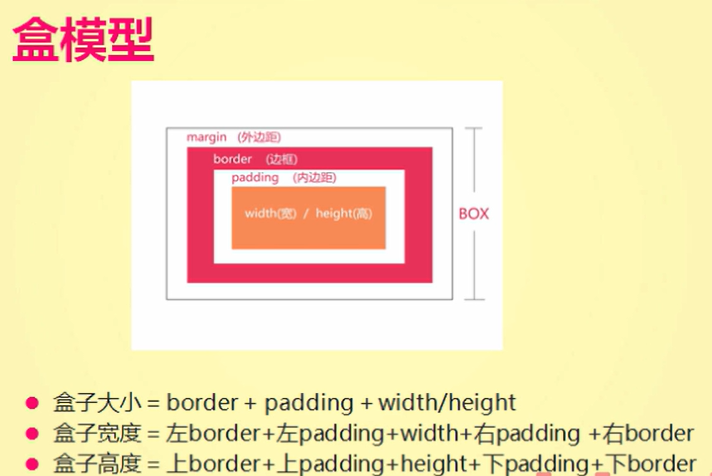 盒模型
margin (外边距)
border (边框)
padding (内边距)
width(宽) / height(高)
BOX
盒子大小 = border + padding + width/height
盒子宽度 = 左border+左padding+width+右padding +右border
盒子高度 = 上border+上padding+height+下padding+下border